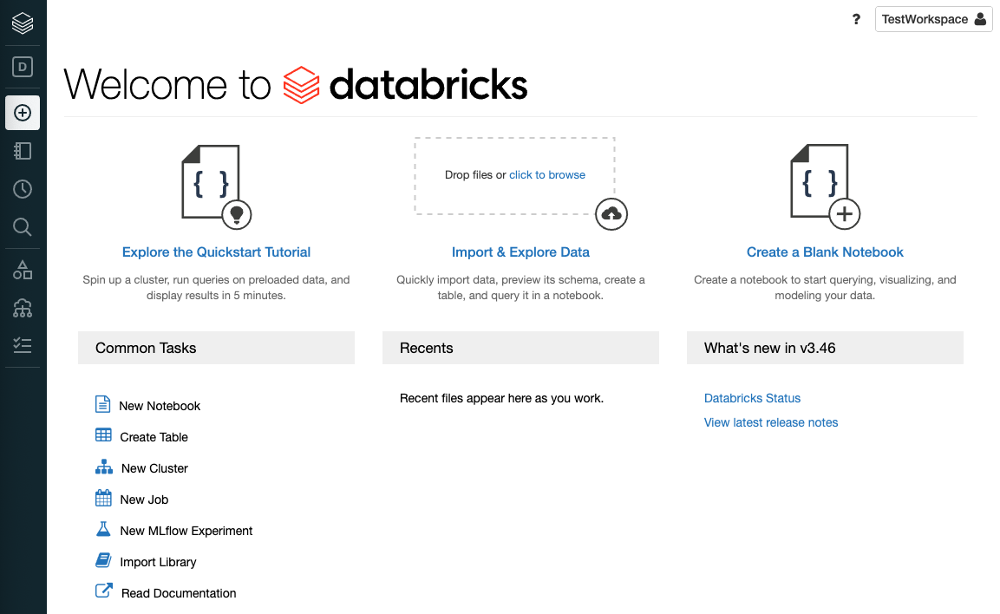 ?
TestWorkspace
D
Welcome to databricks
{ }
Drop files or click to browse
{ }
Explore the Quickstart Tutorial
Spin up a cluster, run queries on preloaded data, and
display results in 5 minutes.
Import & Explore Data
Quickly import data, preview its schema, create a
table, and query it in a notebook.
Create a Blank Notebook
Create a notebook to start querying, visualizing, and
modeling your data.
Common Tasks
New Notebook
Create Table
New Cluster
New Job
New MLflow Experiment
Import Library
Read Documentation
Recents
Recent files appear here as you work.
What's new in v3.46
Databricks Status
View latest release notes